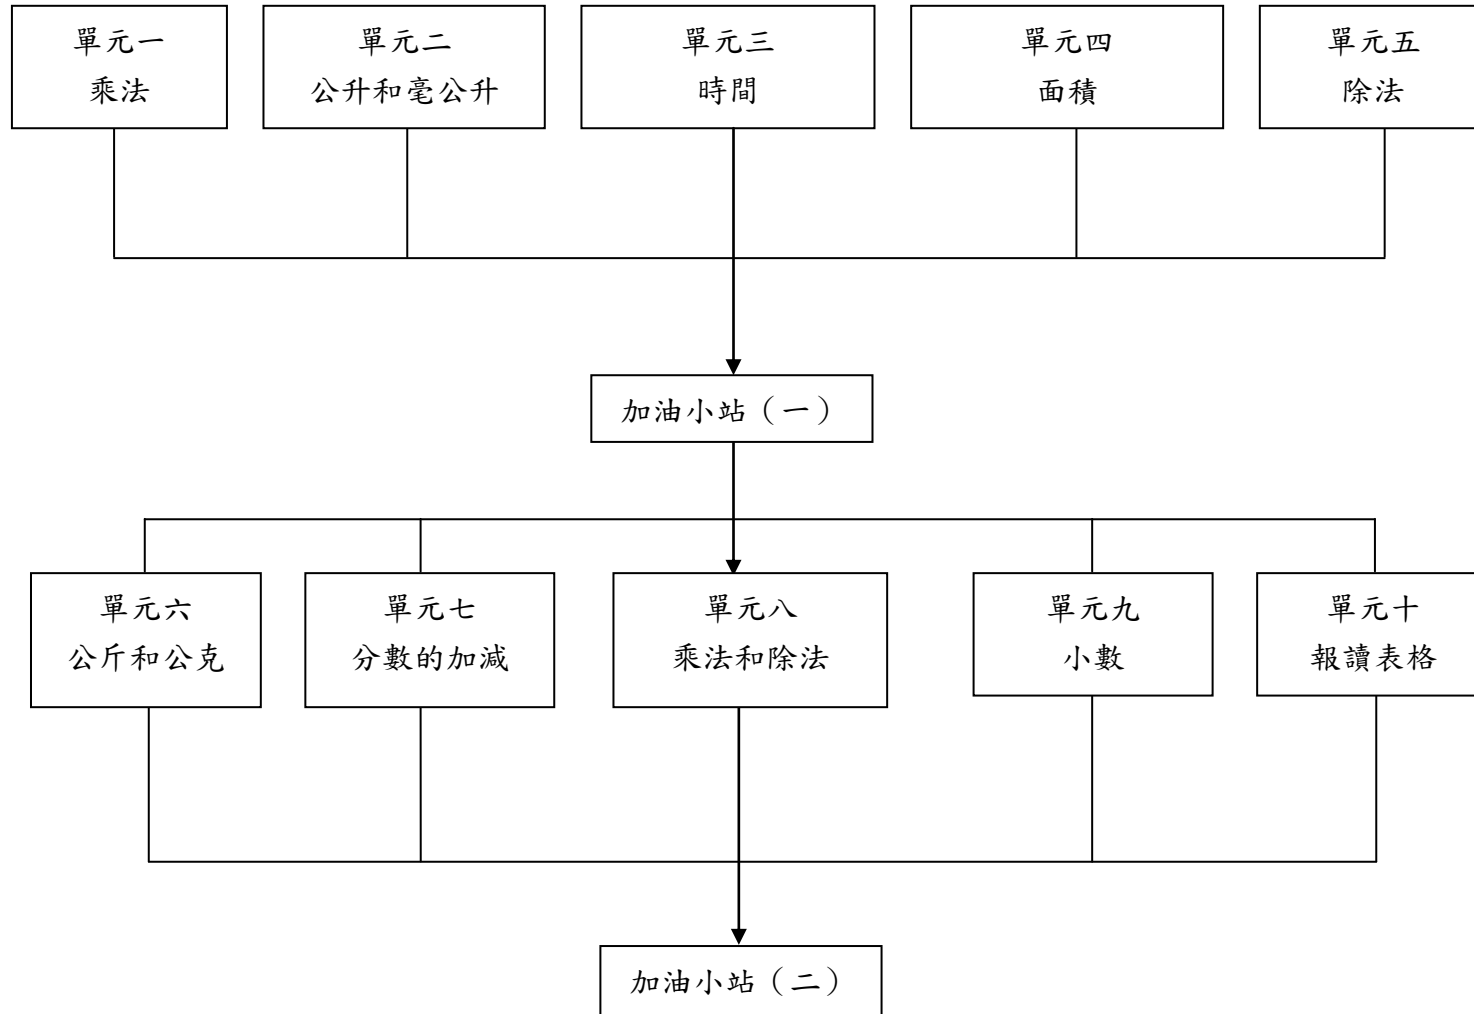 單元一
乘法
單元二
公升和毫公升
單元三
時間
單元四
面積
單元五
除法
加油小站（一）
單元六
公斤和公克
單元七
分數的加減
單元八
乘法和除法
單元九
小數
單元十
報讀表格
加油小站（二）